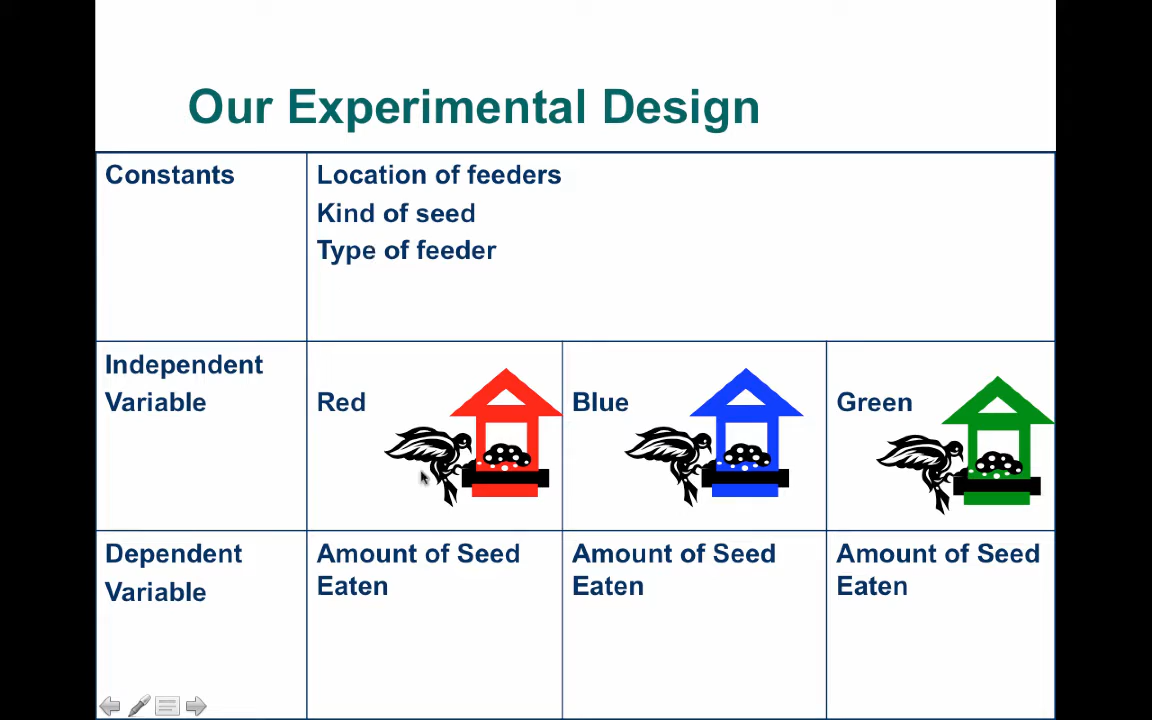 Our Experimental Design
Constants
Location of feeders
Kind of seed
Type of feeder
Independent
Variable
Red
Blue
Green
Dependent
Variable
Amount of Seed
Eaten
Amount of Seed
Eaten
Amount of Seed
Eaten